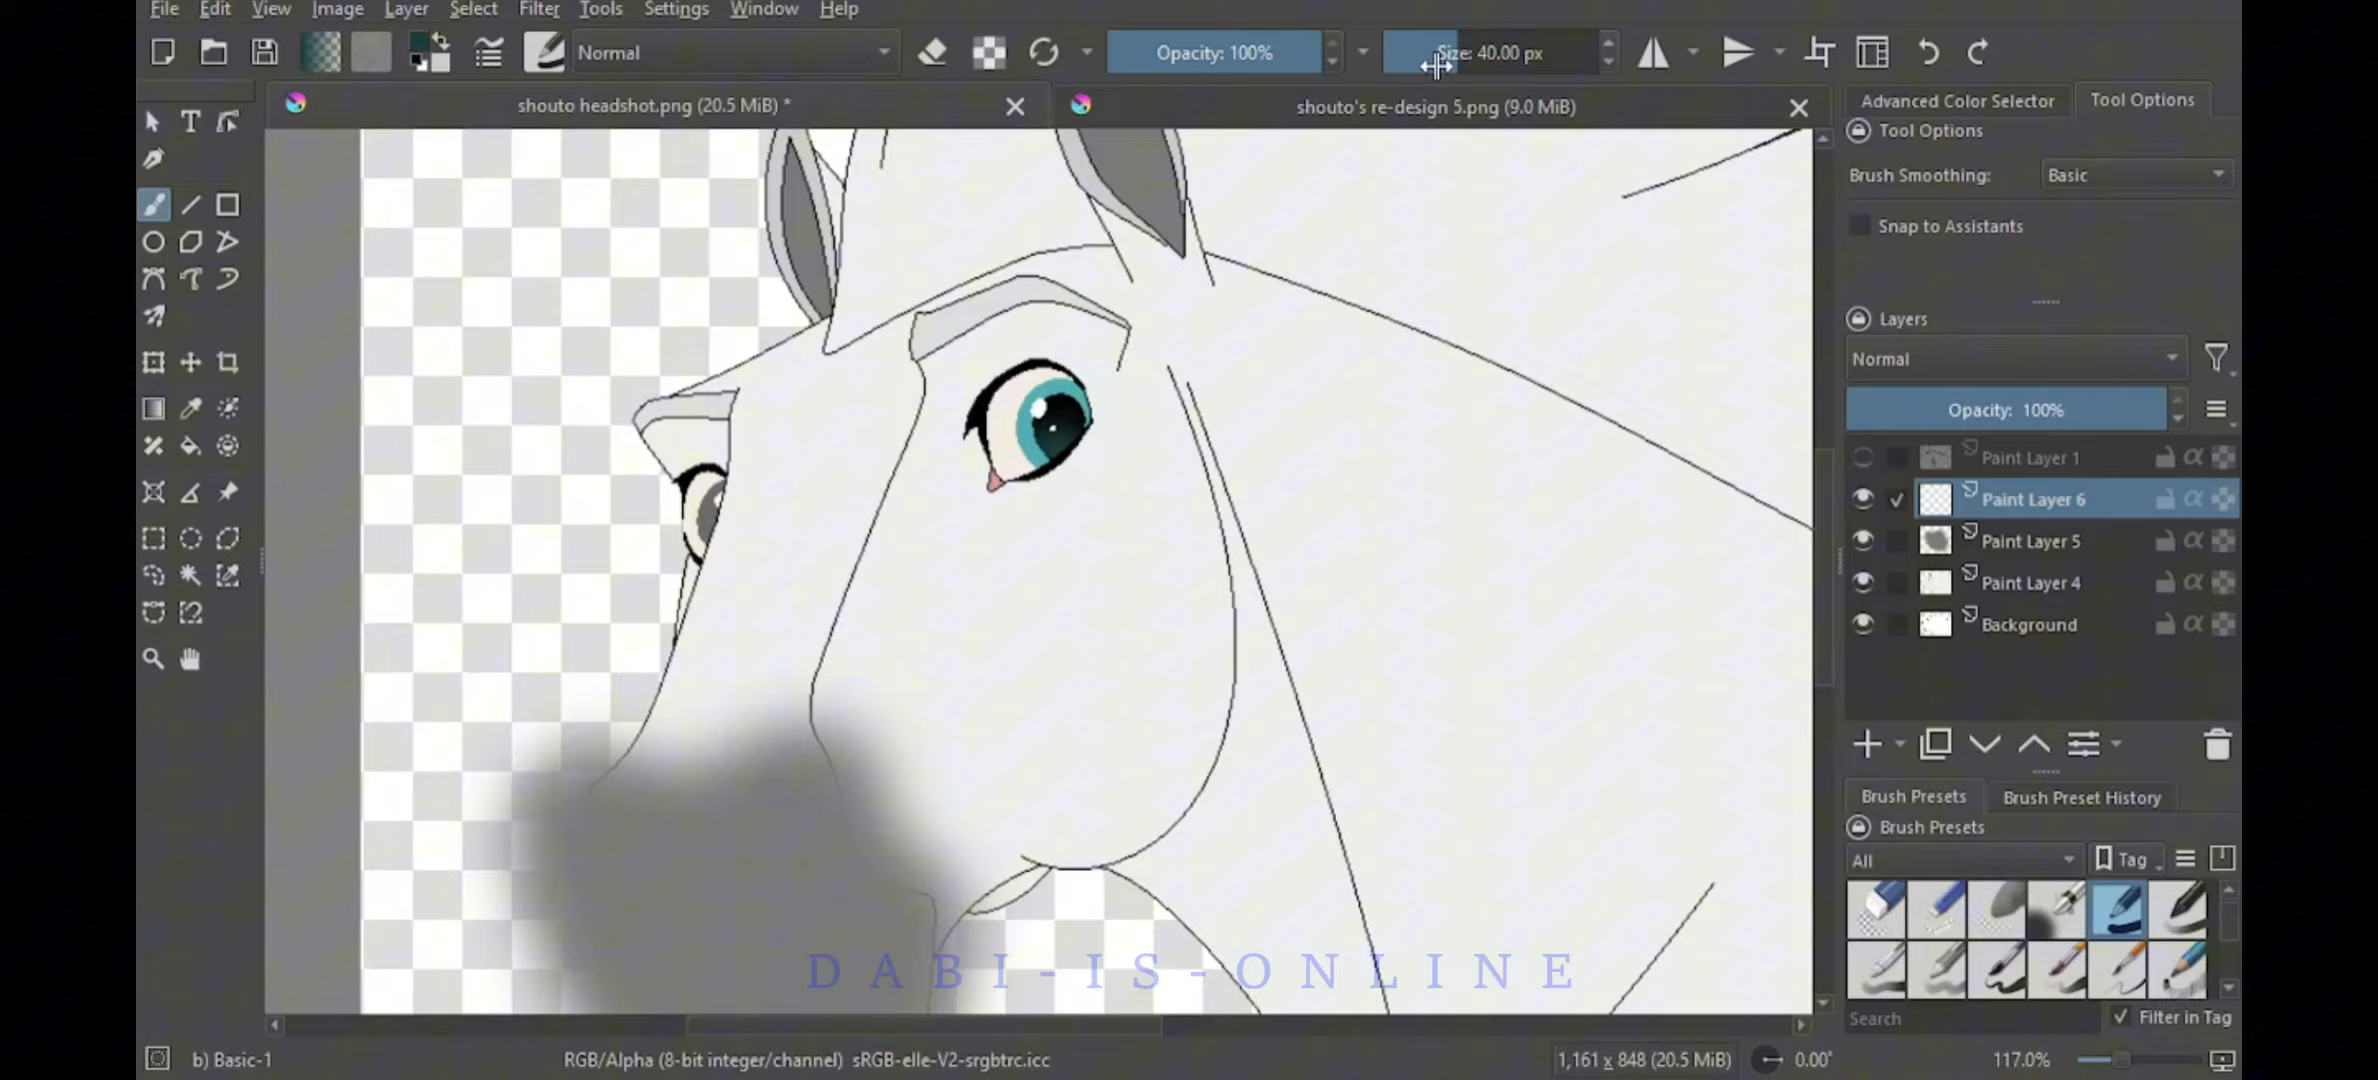 File Edit View Image Layer Select Filter Tools Settings Window Help
Normal Opacity: 100% Size: 40.00 px
shouto headshot.png (20.5 MiB) * shouto's re-design 5.png (9.0 MiB)
Advanced Color Selector Tool Options
Tool Options
Brush Smoothing: Basic
Snap to Assistants
Layers
Normal
Opacity: 100%
Paint Layer 1
Paint Layer 6
Paint Layer 5
Paint Layer 4
Background
Brush Presets Brush Preset History
Brush Presets
All Tag
Search Filter in Tag
DABI-IS-ONLINE
b) Basic-1 RGB/Alpha (8-bit integer/channel) sRGB-elle-V2-srgbtrc.icc 1,161 x 848 (20.5 MiB) 0.00° 117.0%